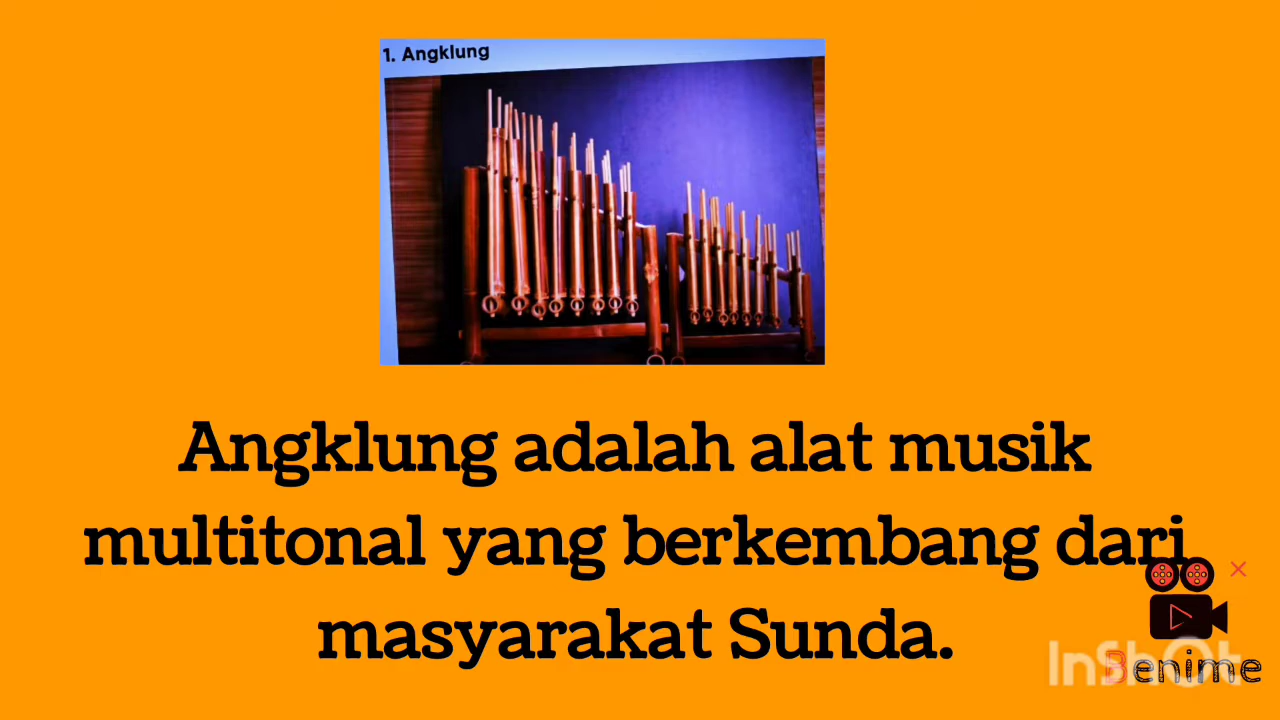 1. Angklung
Angklung adalah alat musik
multitonal yang berkembang dari
masyarakat Sunda.
InShOt
Benime